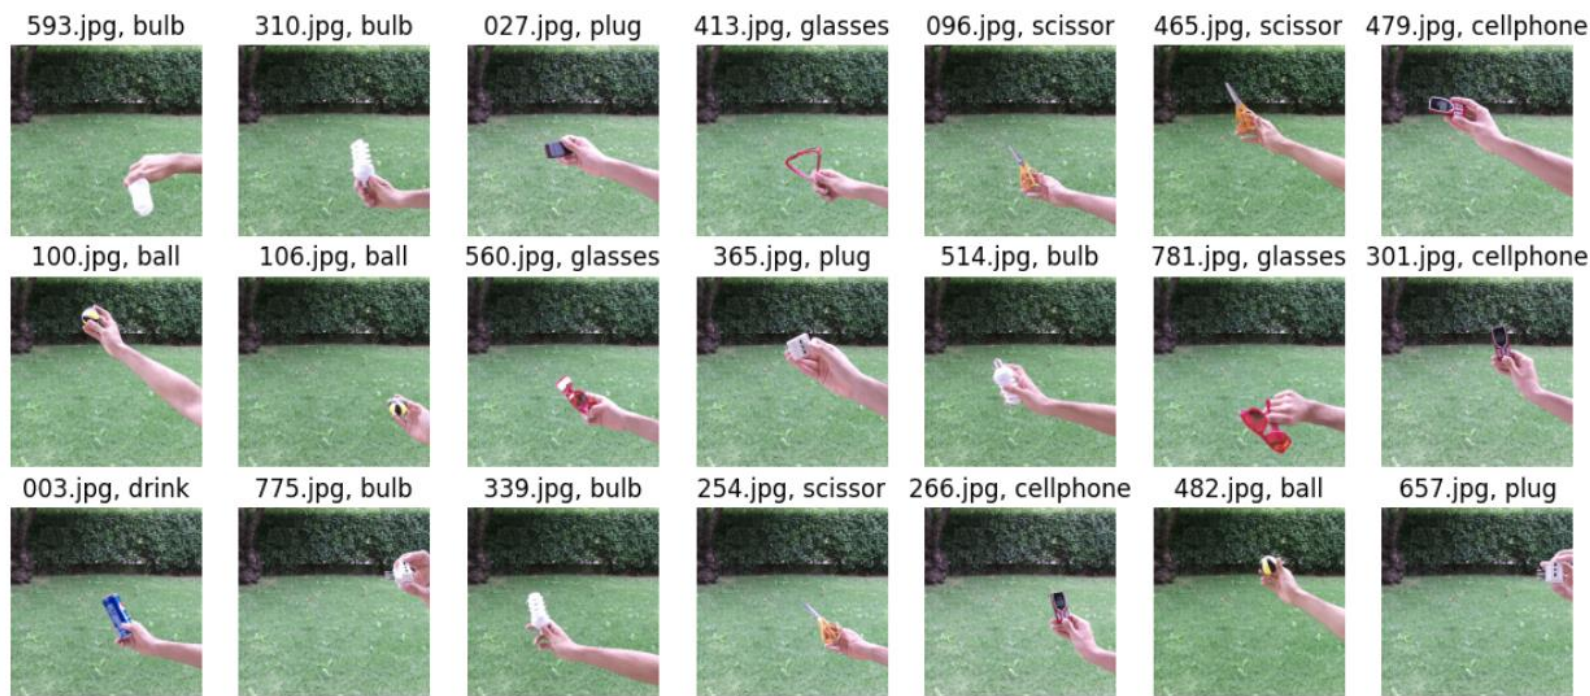 593.jpg, bulb
310.jpg, bulb
027.jpg, plug
413.jpg, glasses
096.jpg, scissor
465.jpg, scissor
479.jpg, cellphone
100.jpg, ball
106.jpg, ball
560.jpg, glasses
365.jpg, plug
514.jpg, bulb
781.jpg, glasses
301.jpg, cellphone
003.jpg, drink
775.jpg, bulb
339.jpg, bulb
254.jpg, scissor
266.jpg, cellphone
482.jpg, ball
657.jpg, plug